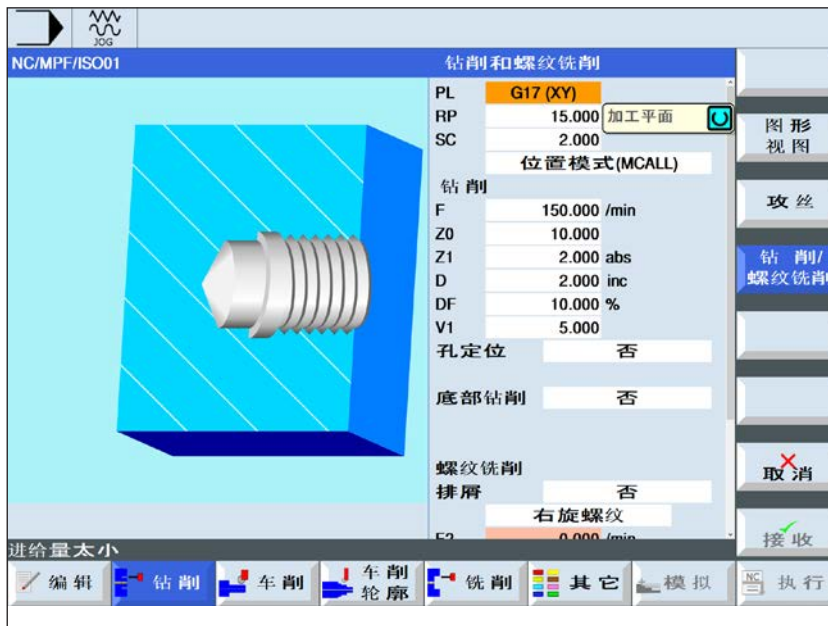 JOG
NC/MPF/ISO01
钻削和螺纹铣削
PL G17 (XY)
RP 15.000
加工平面
SC 2.000
位置模式(MCALL)
钻削
F 150.000 /min
Z0 10.000
Z1 2.000 abs
D 2.000 inc
DF 10.000 %
V1 5.000
孔定位 否
底部钻削 否
螺纹铣削
排屑 否
右旋螺纹
F2 0.000 /min
进给量太小
图形
视图
攻丝
钻削/
螺纹铣削
取消
接收
编辑
钻削
车削
车削
轮廓
铣削
其它
模拟
NC
执行